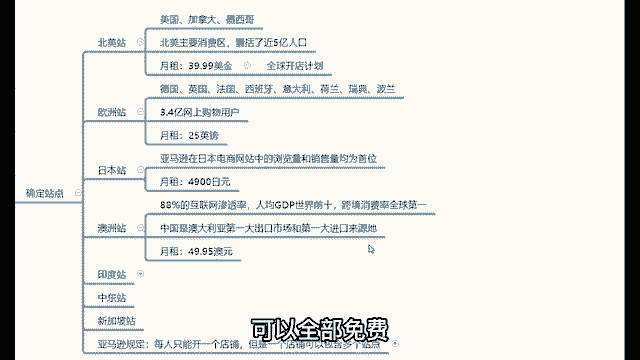 确定站点
北美站
美国、加拿大、墨西哥
北美主要消费区，囊括了近5亿人口
月租：39.99美金
全球开店计划
欧洲站
德国、英国、法国、西班牙、意大利、荷兰、瑞典、波兰
3.4亿网上购物用户
月租：25英镑
日本站
亚马逊在日本电商网站中的浏览量和销售量均为首位
月租：4900日元
澳洲站
88%的互联网渗透率，人均GDP世界前十，跨境消费率全球第一
中国是澳大利亚第一大出口市场和第一大进口来源地
月租：49.95澳元
印度站
中东站
新加坡站
亚马逊规定：每人只能开一个店铺，但是一个店铺可以包含多个站点
可以全部免费